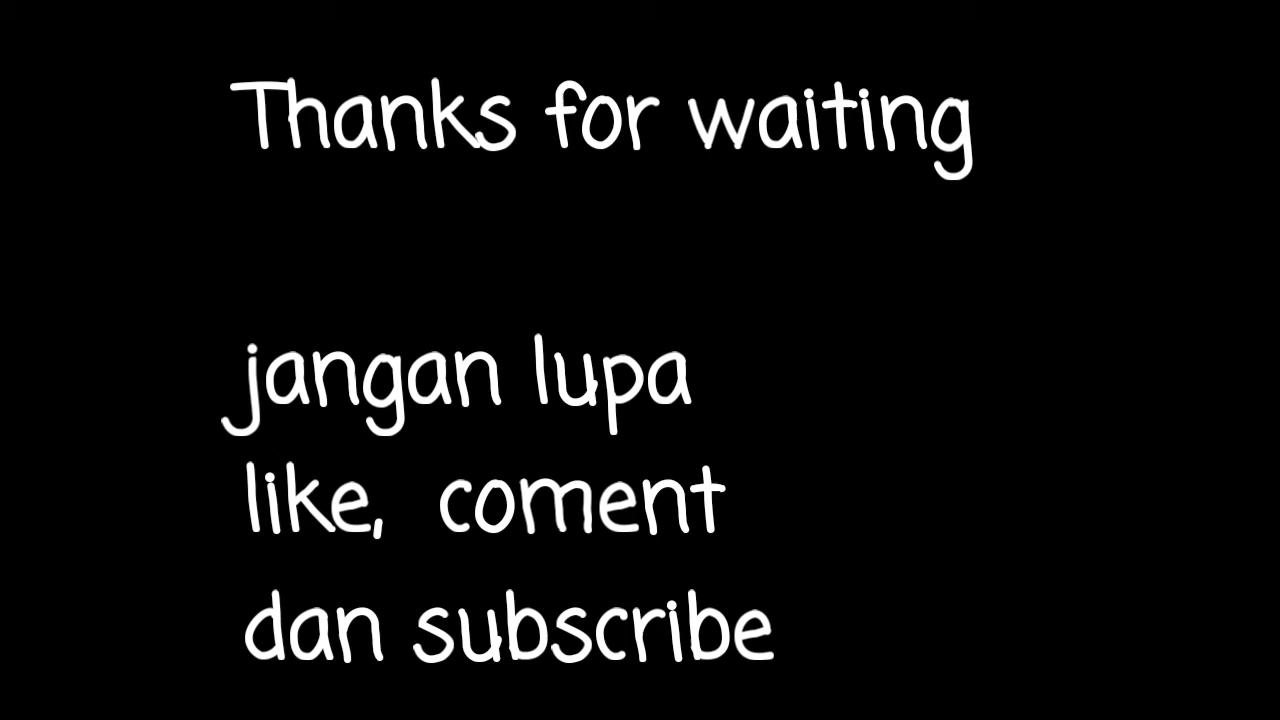 Thanks for waiting
jangan lupa
like, coment
dan subscribe